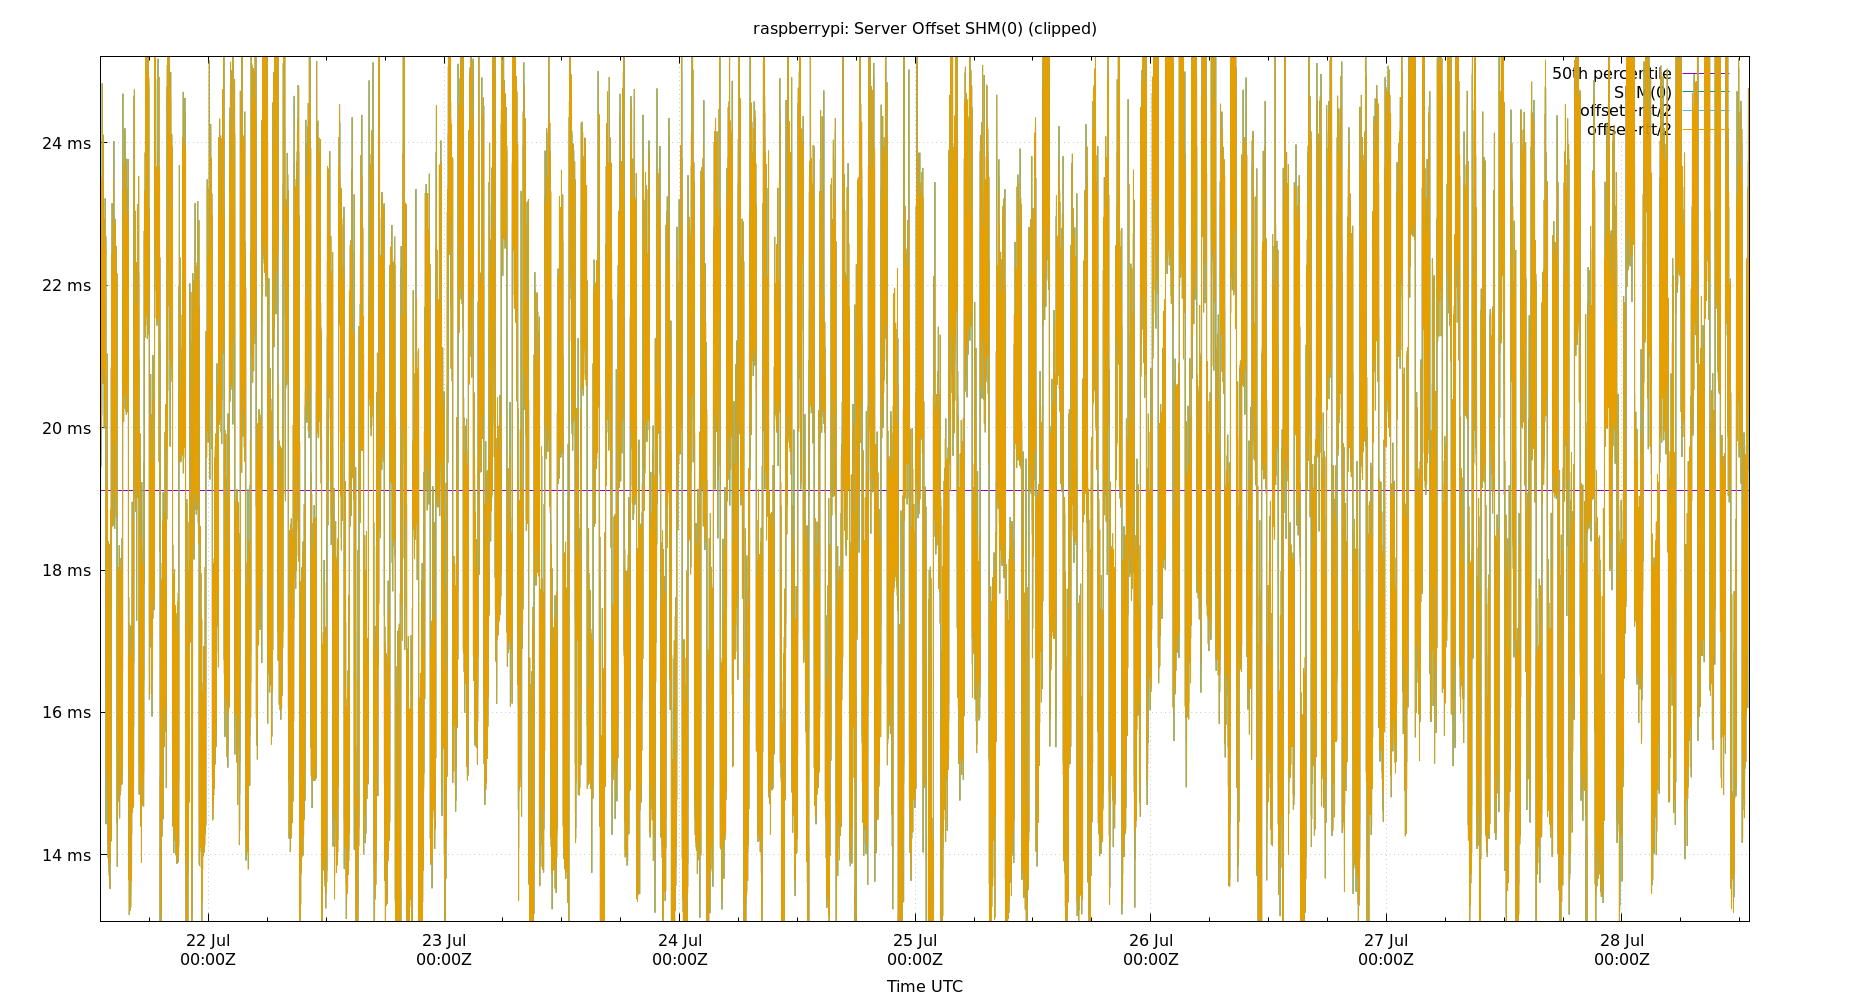 raspberrypi: Server Offset SHM(0) (clipped)
50th percentile
SHM(0)
24 ms
22 ms
20 ms
18 ms
16 ms
14 ms
22 Jul 23 Jul 24 Jul 25 Jul 26 Jul 27 Jul 28 Jul
00:00Z 00:00Z 00:00Z 00:00Z 00:00Z 00:00Z 00:00Z
Time UTC